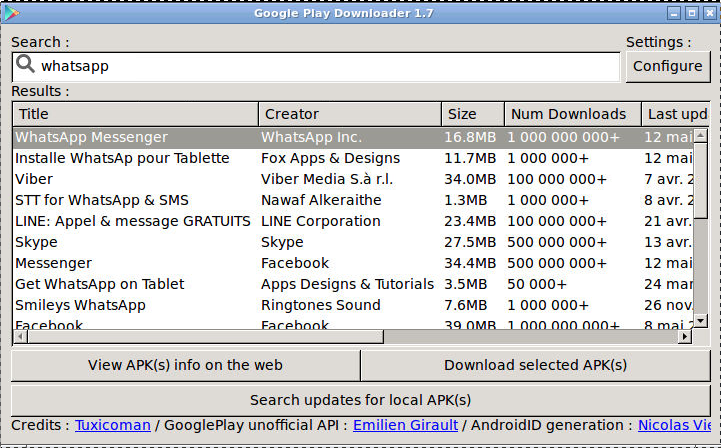 Google Play Downloader 1.7
Search : Settings :
whatsapp Configure
Results :
Title Creator Size Num Downloads Last upd
WhatsApp Messenger WhatsApp Inc. 16.8MB 1 000 000 000+ 12 mai
Installe WhatsAp pour Tablette Fox Apps & Designs 11.7MB 1 000 000+ 12 mai
Viber Viber Media S.à r.l. 34.0MB 100 000 000+ 7 avr. 2
STT for WhatsApp & SMS Nawaf Alkeraithe 1.3MB 1 000+ 8 avr. 2
LINE: Appel & message GRATUITS LINE Corporation 23.4MB 100 000 000+ 21 avr.
Skype Skype 27.5MB 500 000 000+ 13 avr.
Messenger Facebook 34.4MB 500 000 000+ 12 mai
Get WhatsApp on Tablet Apps Designs & Tutorials 3.5MB 50 000+ 24 mar
Smileys WhatsApp Ringtones Sound 7.6MB 1 000 000+ 26 nov.
Facebook Facebook 39.0MB 1 000 000 000+ 8 mai 2
View APK(s) info on the web Download selected APK(s)
Search updates for local APK(s)
Credits : Tuxicoman / GooglePlay unofficial API : Emilien Girault / AndroidID generation : Nicolas Vie